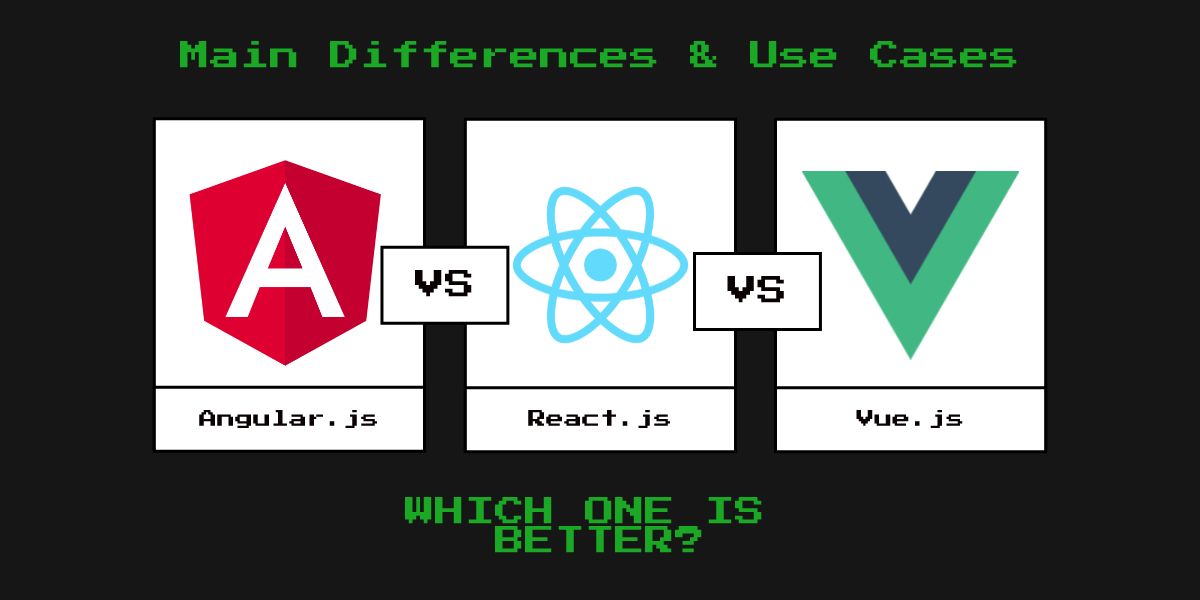 Main Differences & Use Cases
VS
VS
Angular.js
React.js
Vue.js
WHICH ONE IS
BETTER?